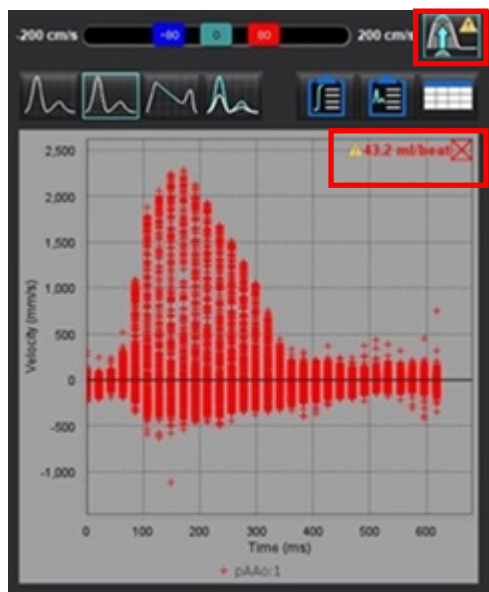 -200 cm/s -80 0 80 200 cm/s
43.2 ml/beat
2,500
2,000
1,500
1,000
500
0
-500
-1,000
Velocity (mm/s)
0 100 200 300 400 500 600
Time (ms)
pAAo:1